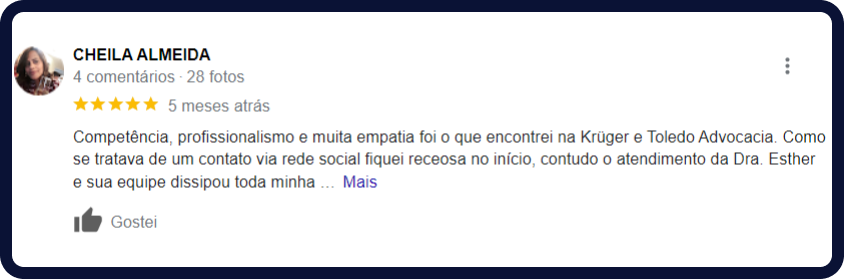 CHEILA ALMEIDA
4 comentários · 28 fotos
5 meses atrás
Competência, profissionalismo e muita empatia foi o que encontrei na Krüger e Toledo Advocacia. Como
se tratava de um contato via rede social fiquei receosa no início, contudo o atendimento da Dra. Esther
e sua equipe dissipou toda minha ... Mais
Gostei